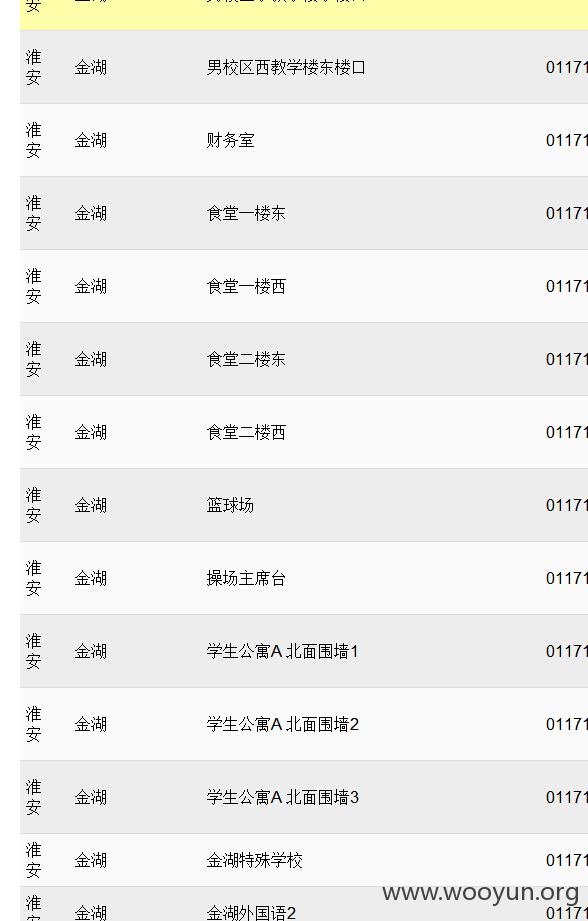 安
淮安 金湖 男校区西教学楼东楼口 01171
淮安 金湖 财务室 01171
淮安 金湖 食堂一楼东 01171
淮安 金湖 食堂一楼西 01171
淮安 金湖 食堂二楼东 01171
淮安 金湖 食堂二楼西 01171
淮安 金湖 篮球场 01171
淮安 金湖 操场主席台 01171
淮安 金湖 学生公寓A 北面围墙1 01171
淮安 金湖 学生公寓A 北面围墙2 01171
淮安 金湖 学生公寓A 北面围墙3 01171
淮安 金湖 金湖特殊学校 01171
www.wooyun.org
淮 金湖 金湖外国语2 01171